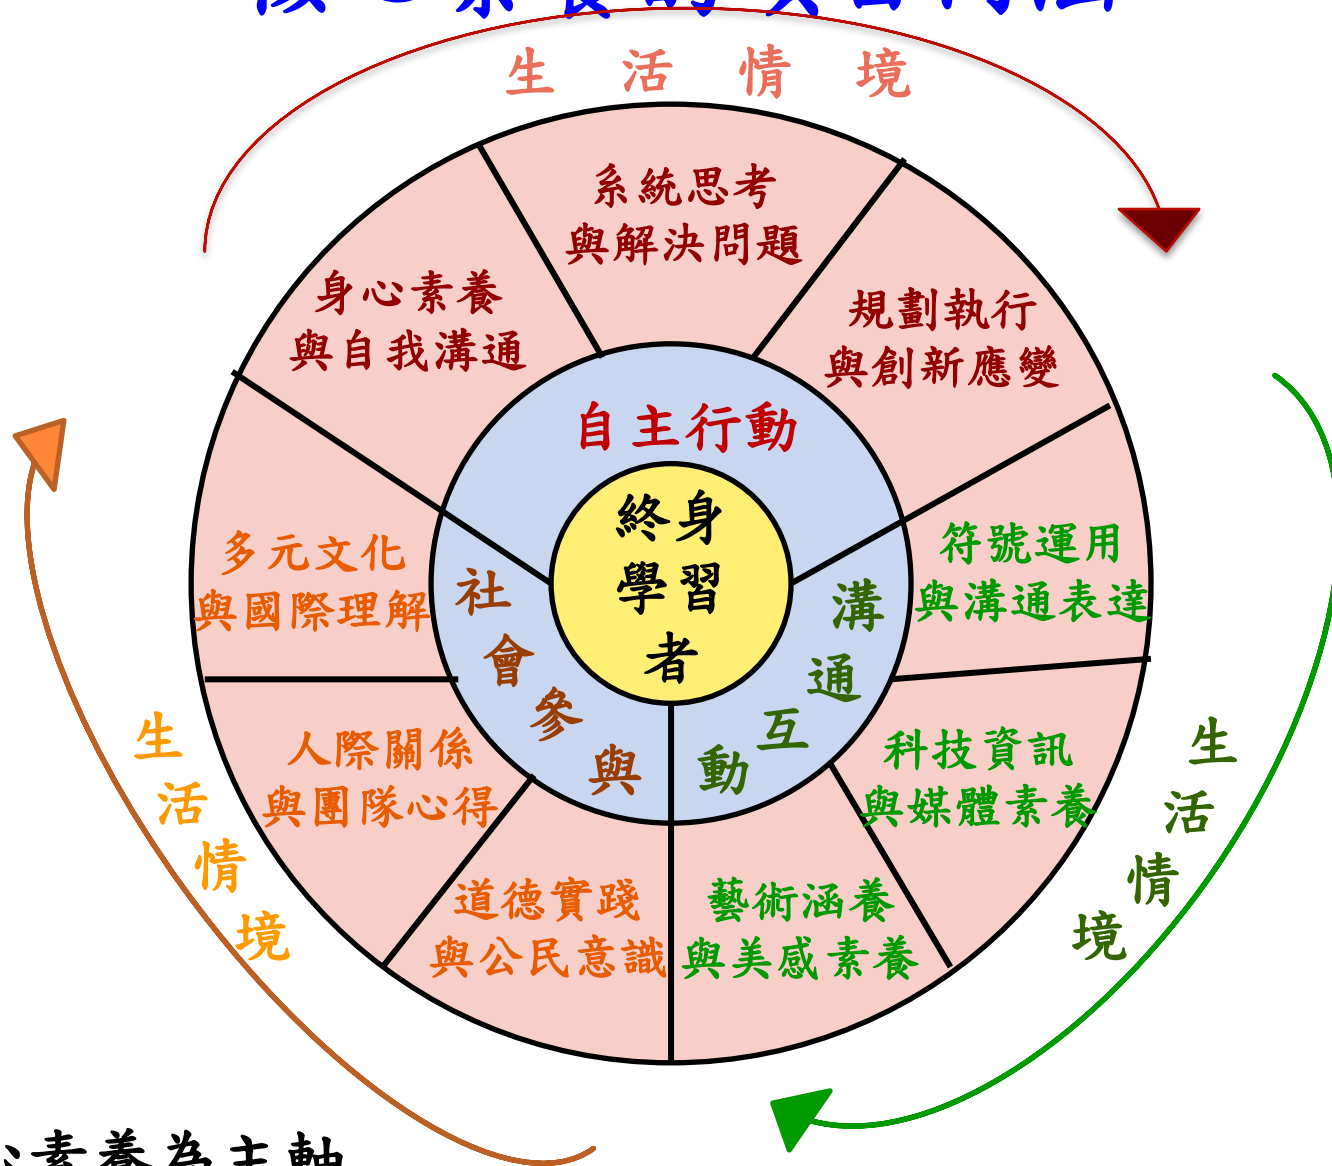 生活情境
系統思考
與解決問題
身心素養
與自我溝通
規劃執行
與創新應變
自主行動
終身
學習
者
多元文化
與國際理解
社會參與
溝通互動
符號運用
與溝通表達
人際關係
與團隊心得
科技資訊
與媒體素養
道德實踐
與公民意識
藝術涵養
與美感素養
生活情境
生活情境
素養為主軸